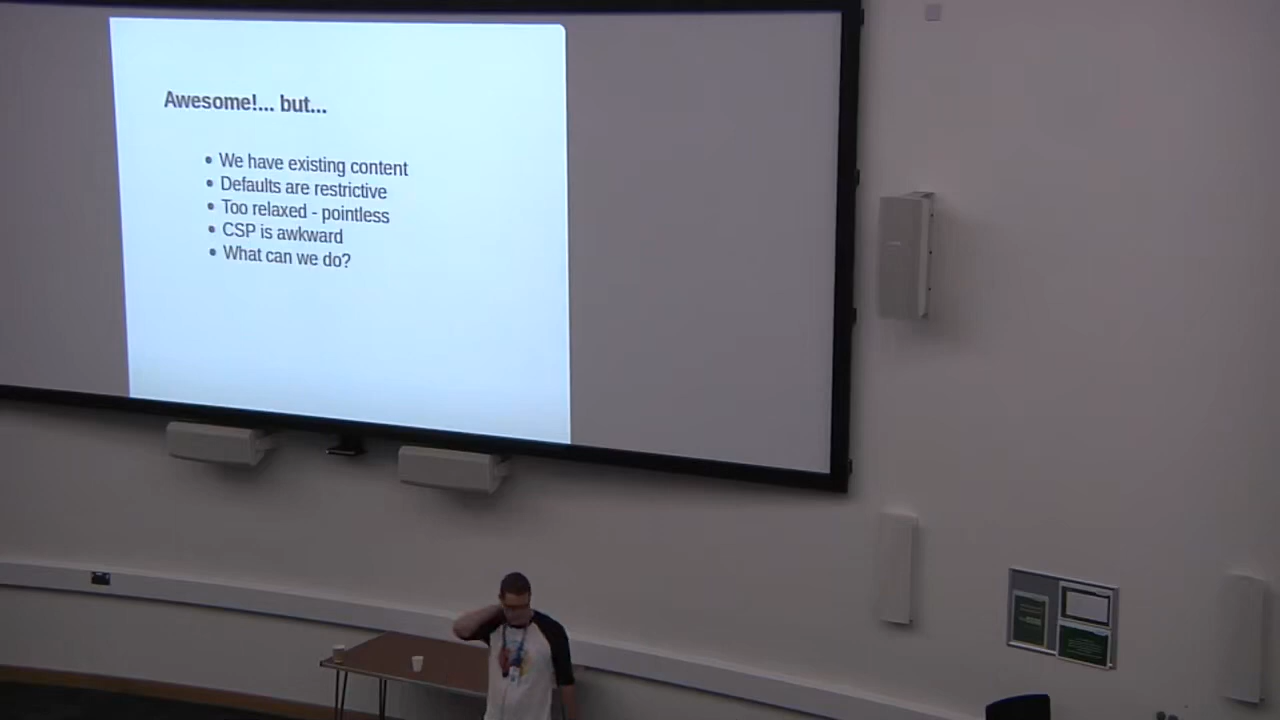 Awesome!... but...
We have existing content
Defaults are restrictive
Too relaxed - pointless
CSP is awkward
What can we do?